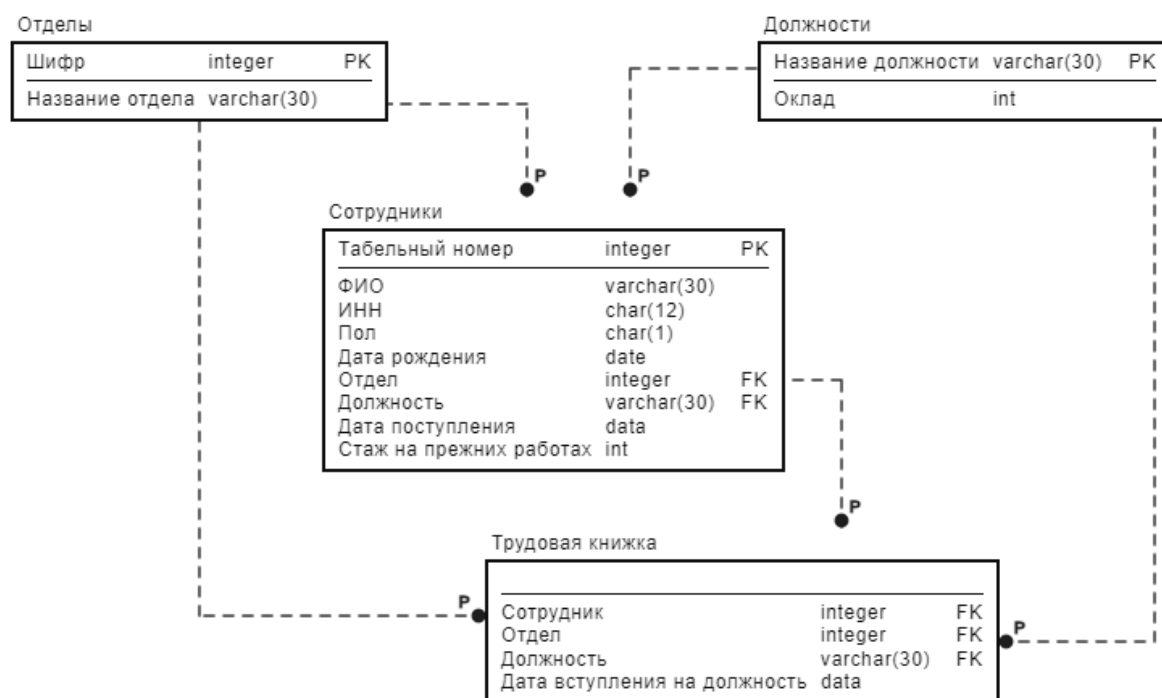 Отделы
Шифр integer PK
Название отдела varchar(30)
Должности
Название должности varchar(30) PK
Оклад int
P
P
Сотрудники
Табельный номер integer PK
ФИО varchar(30)
ИНН char(12)
Пол char(1)
Дата рождения date
Отдел integer FK
Должность varchar(30) FK
Дата поступления data
Стаж на прежних работах int
P
Трудовая книжка
P
Сотрудник integer FK
Отдел integer FK
Должность varchar(30) FK
Дата вступления на должность data
P